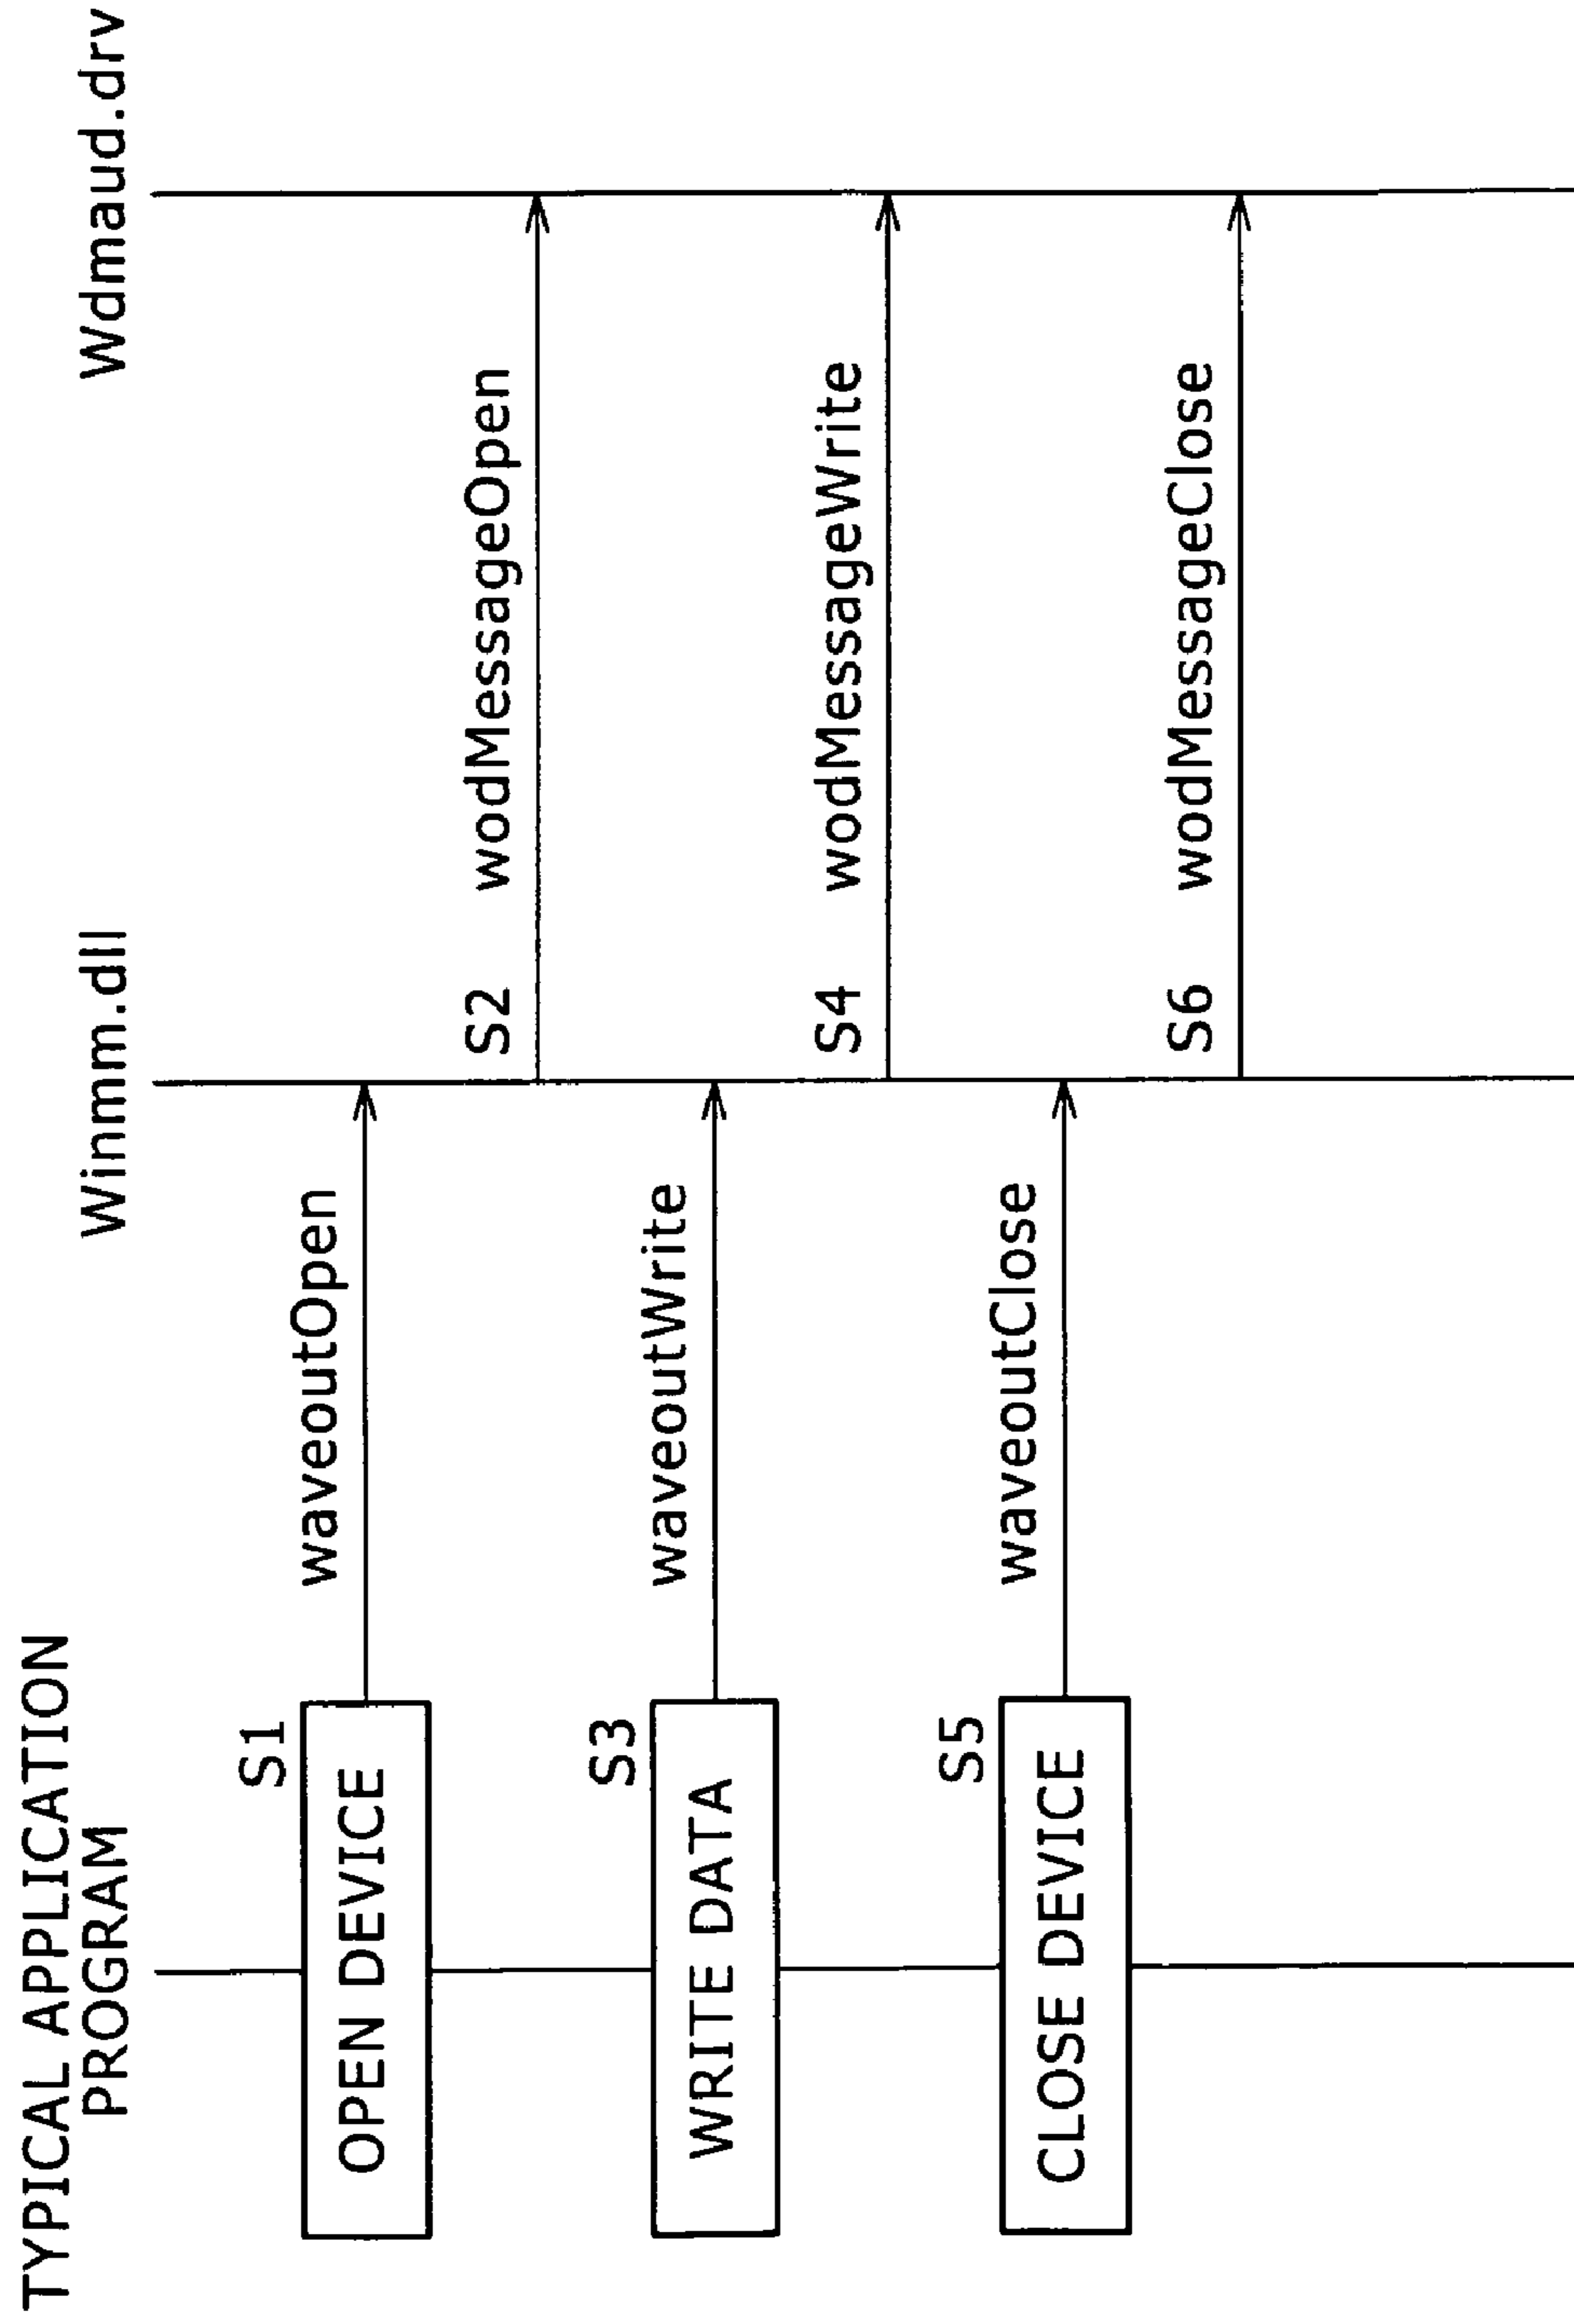 TYPICAL APPLICATION
PROGRAM
Winmm.dll
Wdmaud.drv
S1
OPEN DEVICE
waveoutOpen
S2 wodMessageOpen
S3
WRITE DATA
waveoutWrite
S4 wodMessageWrite
S5
CLOSE DEVICE
waveoutClose
S6 wodMessageClose